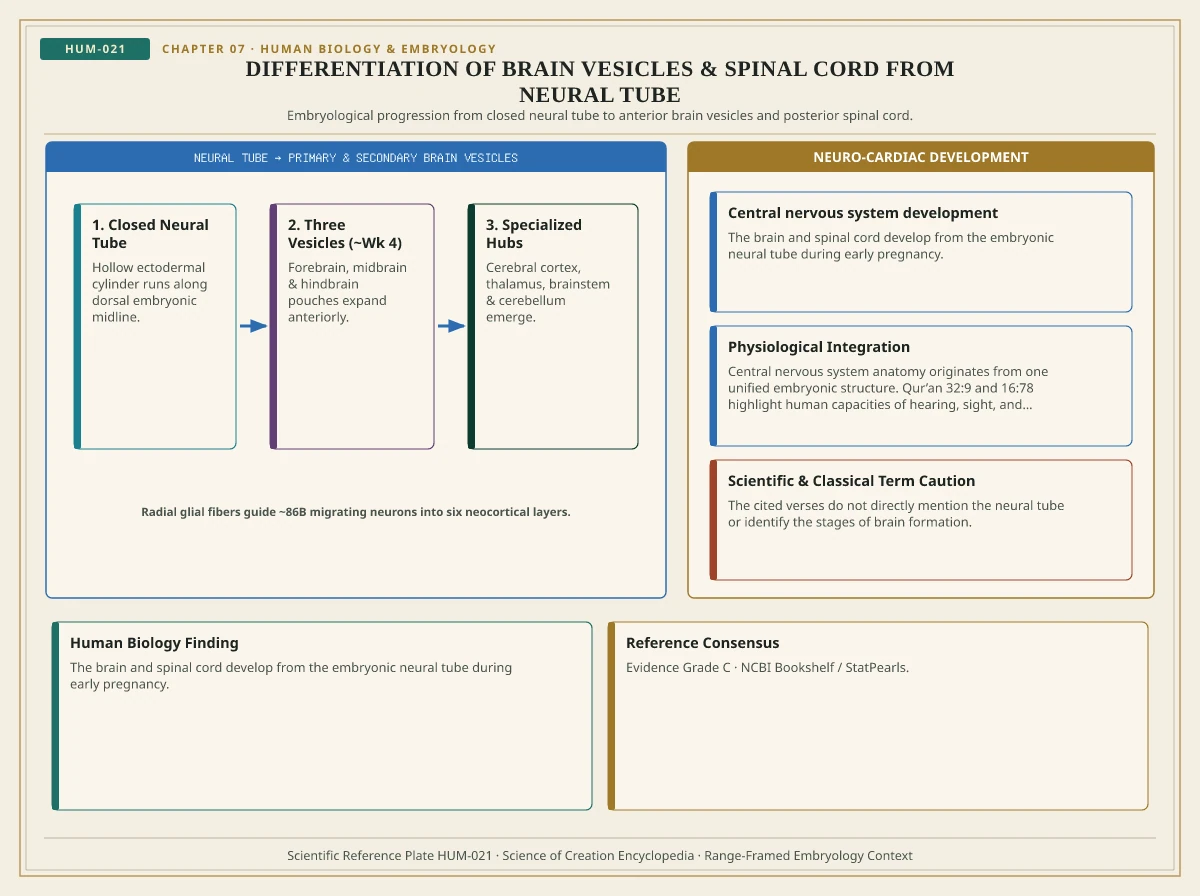 HUM-021
CHAPTER 07 · HUMAN BIOLOGY & EMBRYOLOGY
DIFFERENTIATION OF BRAIN VESICLES & SPINAL CORD FROM
NEURAL TUBE
Embryological progression from closed neural tube to anterior brain vesicles and posterior spinal cord.
NEURAL TUBE → PRIMARY & SECONDARY BRAIN VESICLES
1. Closed Neural
Tube
Hollow ectodermal
cylinder runs along
dorsal embryonic
midline.
2. Three
Vesicles (~Wk 4)
Forebrain, midbrain
& hindbrain
pouches expand
anteriorly.
3. Specialized
Hubs
Cerebral cortex,
thalamus, brainstem
& cerebellum
emerge.
Radial glial fibers guide ~86B migrating neurons into six neocortical layers.
NEURO-CARDIAC DEVELOPMENT
Central nervous system development
The brain and spinal cord develop from the embryonic
neural tube during early pregnancy.
Physiological Integration
Central nervous system anatomy originates from one
unified embryonic structure. Qur’an 32:9 and 16:78
highlight human capacities of hearing, sight, and…
Scientific & Classical Term Caution
The cited verses do not directly mention the neural tube
or identify the stages of brain formation.
Human Biology Finding
The brain and spinal cord develop from the embryonic neural tube during
early pregnancy.
Reference Consensus
Evidence Grade C · NCBI Bookshelf / StatPearls.
Scientific Reference Plate HUM-021 · Science of Creation Encyclopedia · Range-Framed Embryology Context